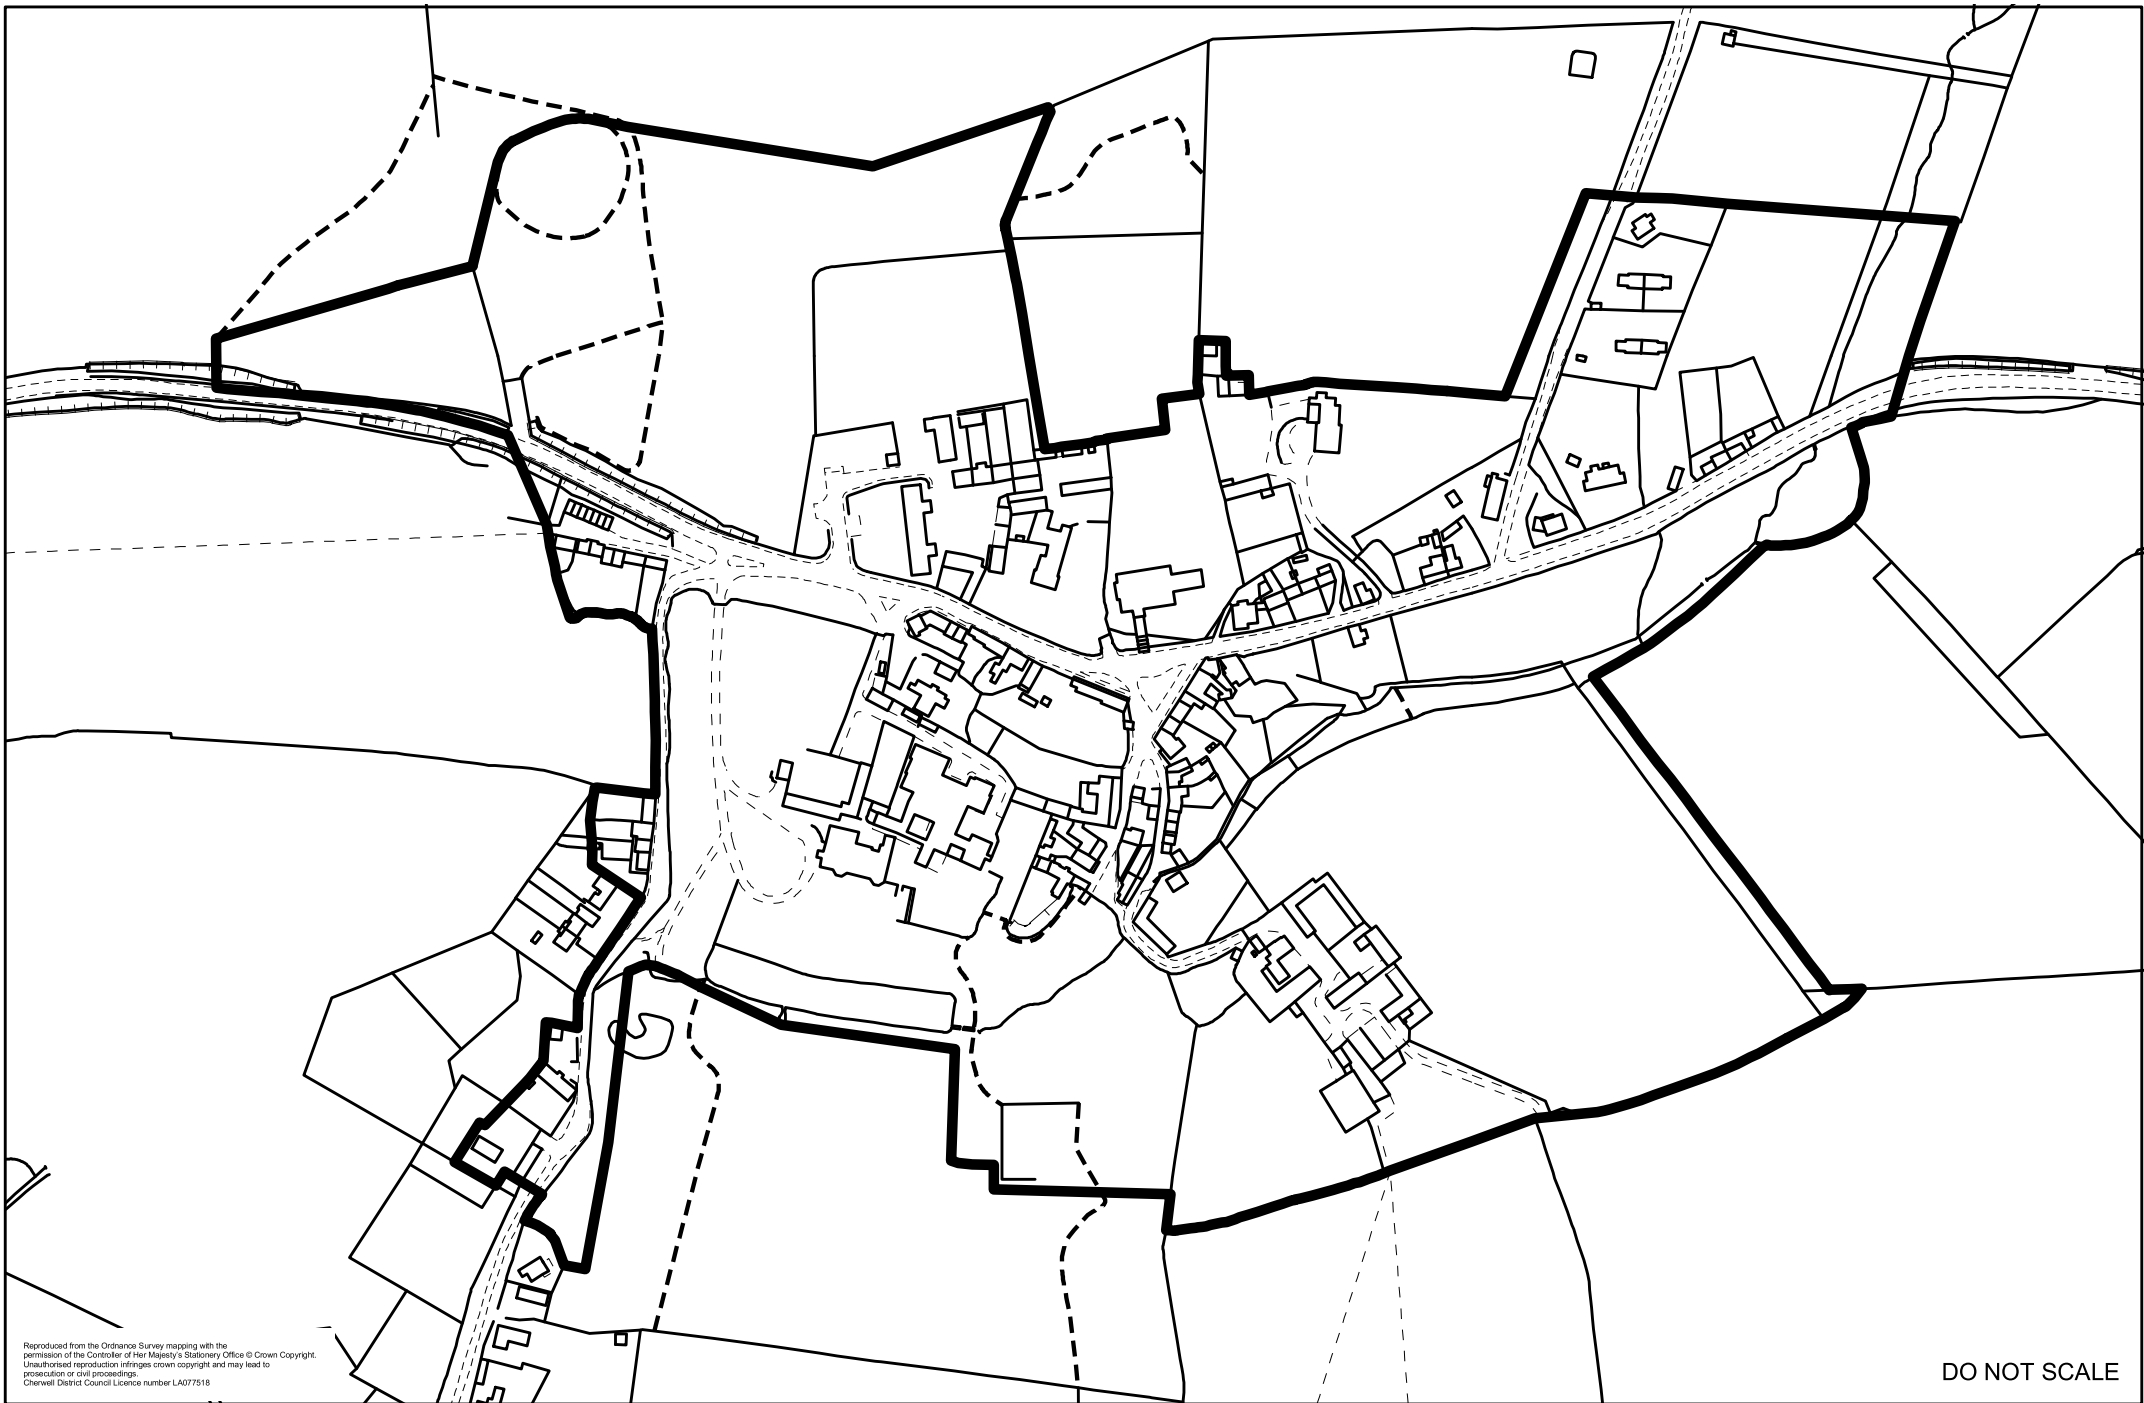 Reproduced from the Ordnance Survey mapping with the
permission of the Controller of Her Majesty's Stationery Office © Crown Copyright.
Unauthorised reproduction infringes crown copyright and may lead to
prosecution or civil proceedings.
Cherwell District Council Licence number LA077518
DO NOT SCALE